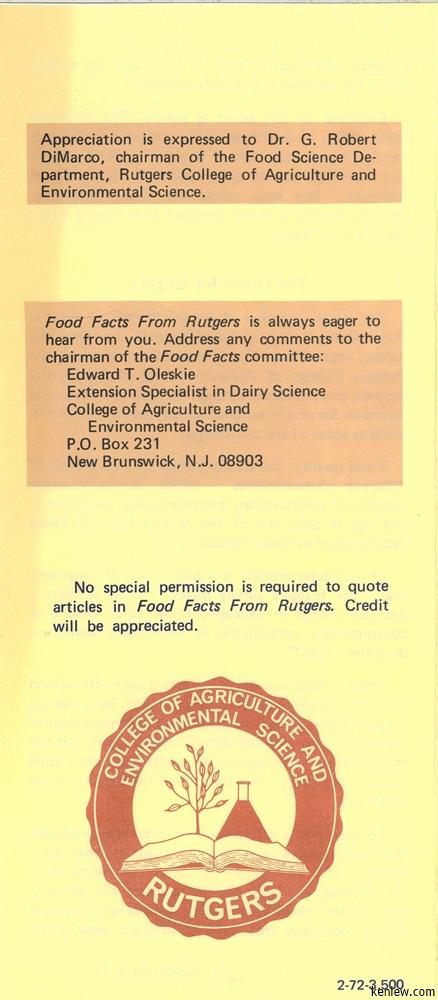 Appreciation is expressed to Dr. G. Robert
DiMarco, chairman of the Food Science De-
partment, Rutgers College of Agriculture and
Environmental Science.
Food Facts From Rutgers is always eager to
hear from you. Address any comments to the
chairman of the Food Facts committee:
Edward T. Oleskie
Extension Specialist in Dairy Science
College of Agriculture and
Environmental Science
P.O. Box 231
New Brunswick, N.J. 08903
No special permission is required to quote
articles in Food Facts From Rutgers. Credit
will be appreciated.
COLLEGE OF AGRICULTURE AND
ENVIRONMENTAL SCIENCE
RUTGERS
2-72-3,500
kenlew.com